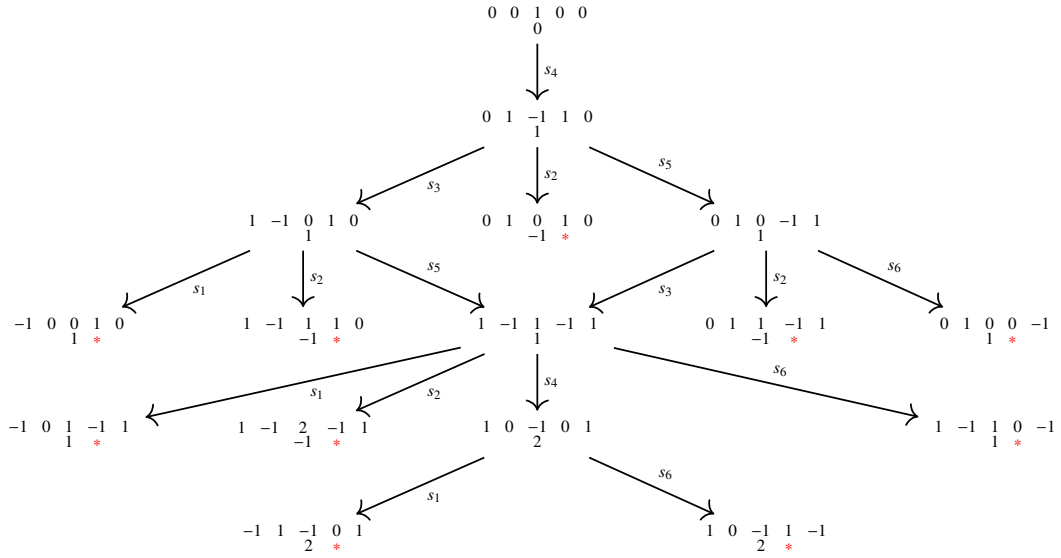 0 0 1 0 0
0
s4
0 1 −1 1 0
1
s3 s2 s5
1 −1 0 1 0 0 1 0 1 0 0 1 0 −1 1
1 −1 * 1
s1 s2 s5 s3 s2 s6
−1 0 0 1 0 1 −1 1 1 0 1 −1 1 −1 1 0 1 1 −1 1 0 1 0 0 −1
1 * −1 * 1 −1 * 1 *
s1 s2 s4 s6
−1 0 1 −1 1 1 −1 2 −1 1 1 0 −1 0 1 1 −1 1 0 −1
1 * −1 * 2 1 *
s1 s6
−1 1 −1 0 1 1 0 −1 1 −1
2 * 2 *